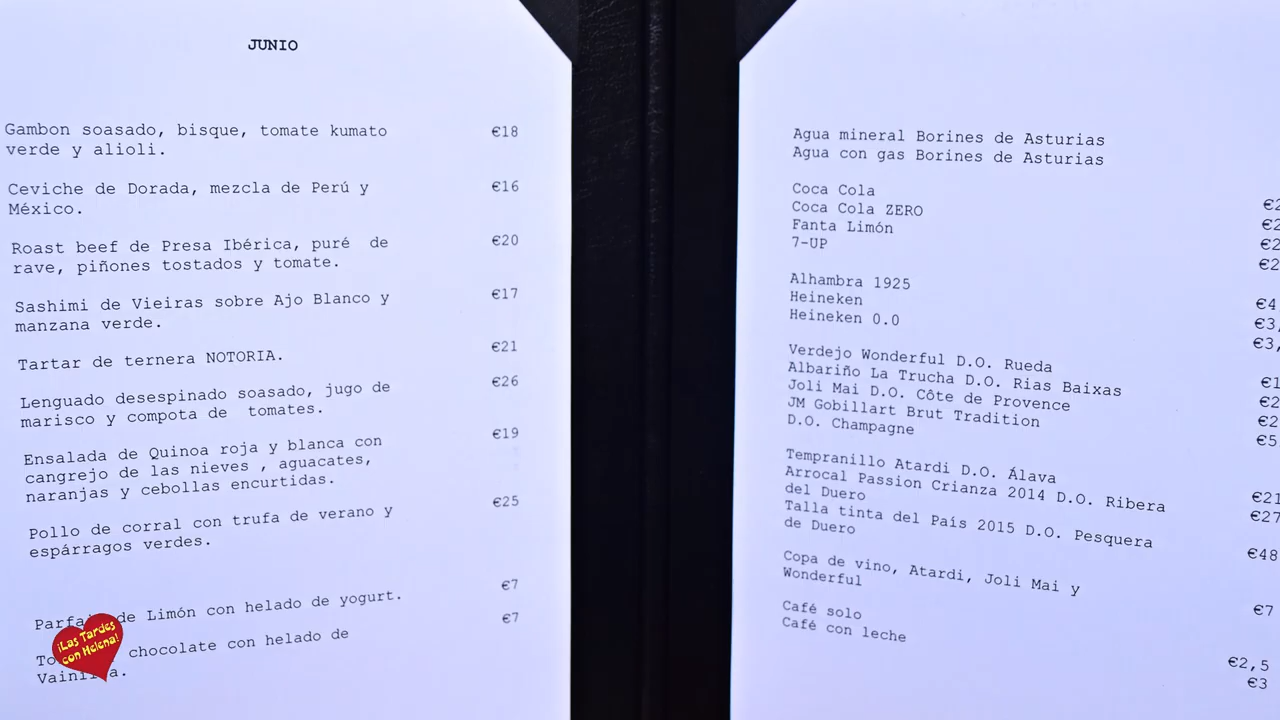 JUNIO
Gambon soasado, bisque, tomate kumato €18
verde y alioli.
Ceviche de Dorada, mezcla de Perú y €16
México.
Roast beef de Presa Ibérica, puré de €20
rave, piñones tostados y tomate.
Sashimi de Vieiras sobre Ajo Blanco y €17
manzana verde.
Tartar de ternera NOTORIA. €21
Lenguado desespinado soasado, jugo de €26
marisco y compota de tomates.
Ensalada de Quinoa roja y blanca con €19
cangrejo de las nieves , aguacates,
naranjas y cebollas encurtidas.
Pollo de corral con trufa de verano y €25
espárragos verdes.
de Limón con helado de yogurt. €7
chocolate con helado de €7
¡Las Tardes
con Helena!
Agua mineral Borines de Asturias
Agua con gas Borines de Asturias
Coca Cola
Coca Cola ZERO
Fanta Limón
7-UP
Alhambra 1925
Heineken
Heineken 0.0
Verdejo Wonderful D.O. Rueda
Albariño La Trucha D.O. Rias Baixas
Joli Mai D.O. Côte de Provence
JM Gobillart Brut Tradition
D.O. Champagne
Tempranillo Atardi D.O. Álava
Arrocal Passion Crianza 2014 D.O. Ribera €21
del Duero €27
Talla tinta del País 2015 D.O. Pesquera
de Duero €48
Copa de vino, Atardi, Joli Mai y
Wonderful €7
Café solo €2,5
Café con leche €3